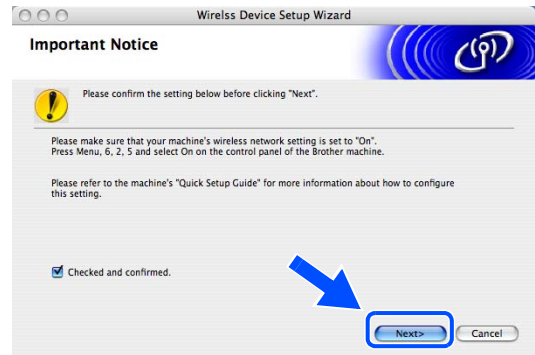 Wirelss Device Setup Wizard
Important Notice
Please confirm the setting below before clicking "Next".
Please make sure that your machine's wireless network setting is set to "On".
Press Menu, 6, 2, 5 and select On on the control panel of the Brother machine.
Please refer to the machine's "Quick Setup Guide" for more information about how to configure
this setting.
Checked and confirmed.
Next>
Cancel